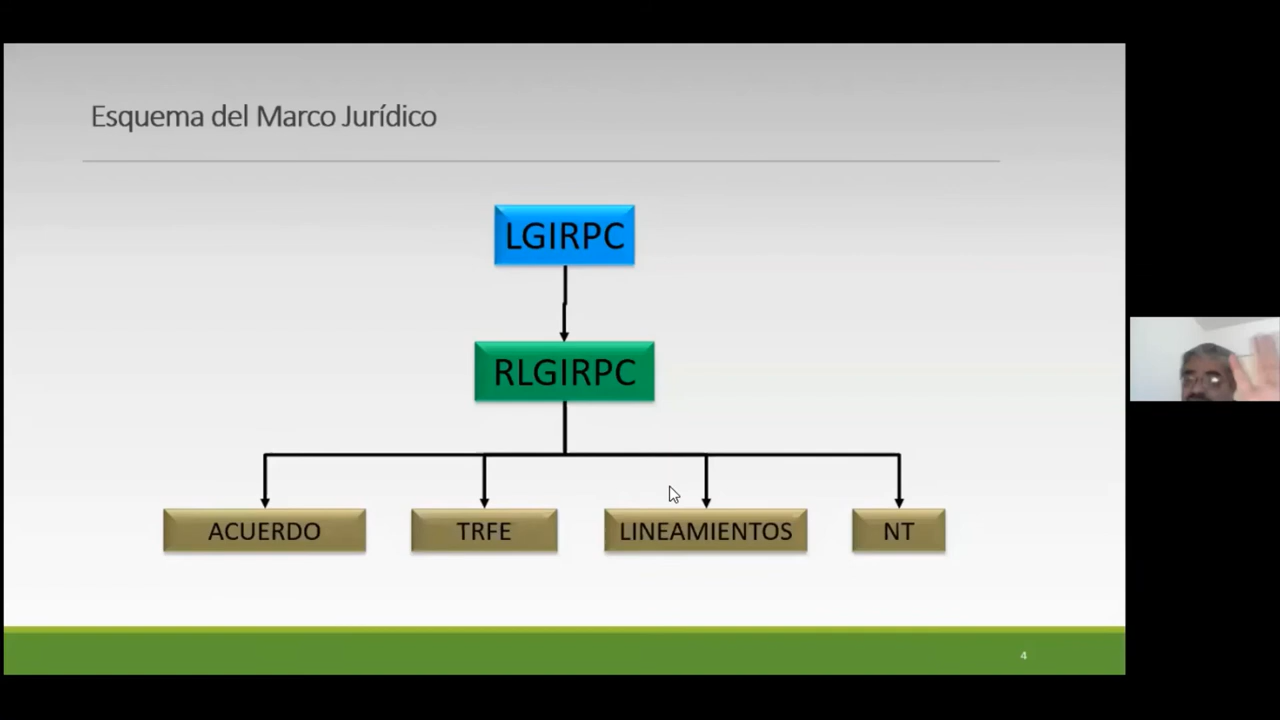 Esquema del Marco Jurídico
LGIRPC
RLGIRPC
ACUERDO
TRFE
LINEAMIENTOS
NT
4